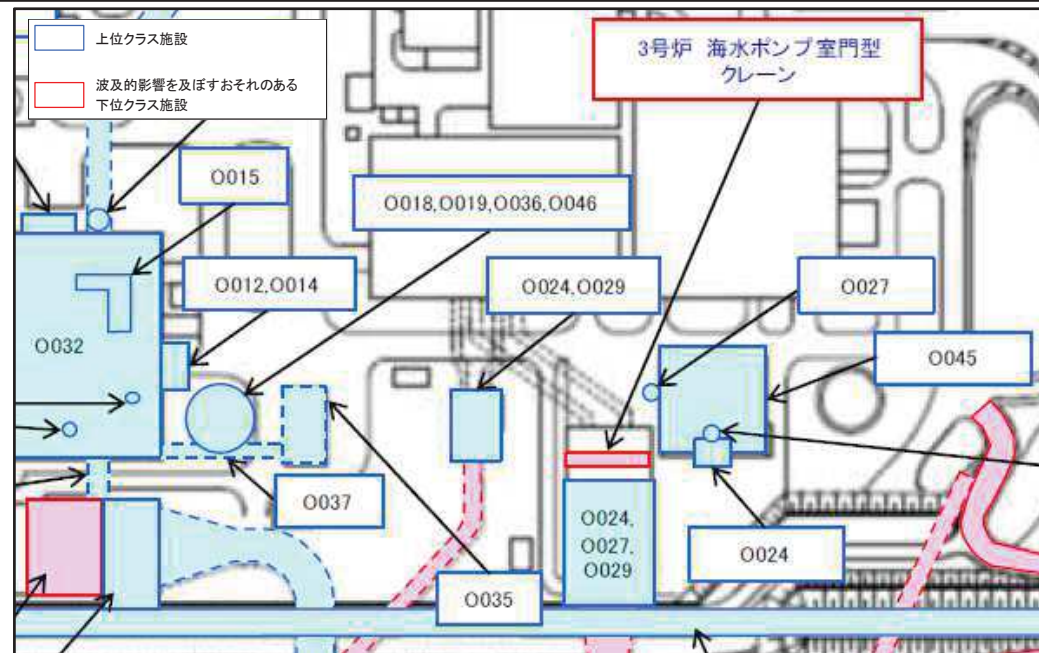 上位クラス施設
波及的影響を及ぼすおそれのある
下位クラス施設
3号炉 海水ポンプ室門型
クレーン
O015
O018,O019,O036,O046
O012,O014
O024,O029
O027
O032
O045
O037
O024,
O027,
O029
O024
O035